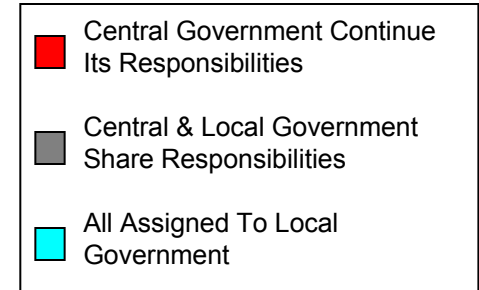 Central Government Continue
Its Responsibilities
Central & Local Government
Share Responsibilities
All Assigned To Local
Government